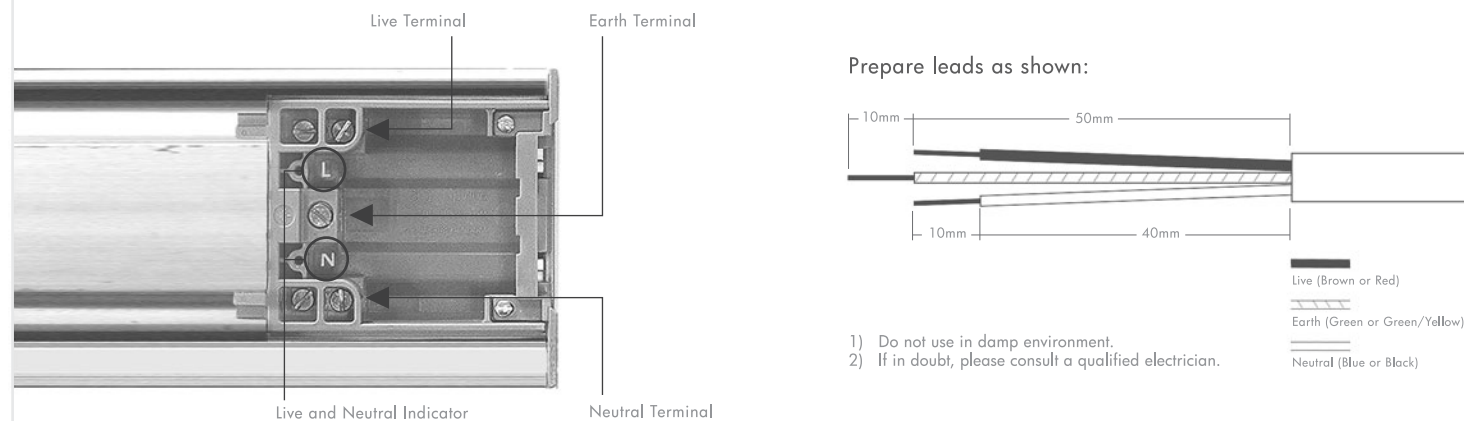 Live Terminal
Earth Terminal
L
N
Live and Neutral Indicator
Neutral Terminal
Prepare leads as shown:
10mm
50mm
10mm
40mm
Live (Brown or Red)
Earth (Green or Green/Yellow)
Neutral (Blue or Black)
1) Do not use in damp environment.
2) If in doubt, please consult a qualified electrician.